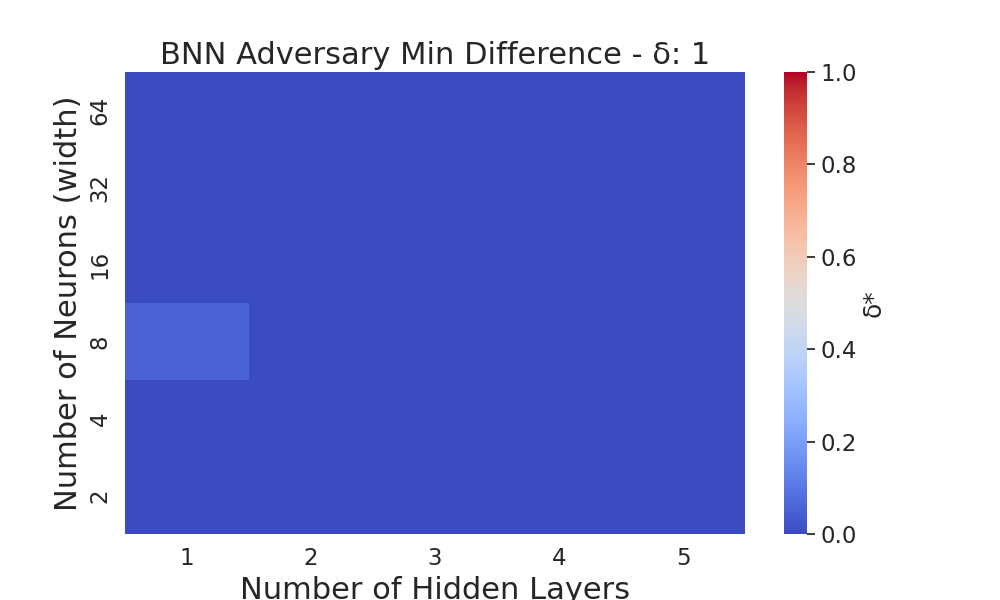 BNN Adversary Min Difference - δ: 1
Number of Neurons (width)
64
32
16
8
4
2
1 2 3 4 5
Number of Hidden Layers
1.0
0.8
0.6
0.4
0.2
0.0
δ*